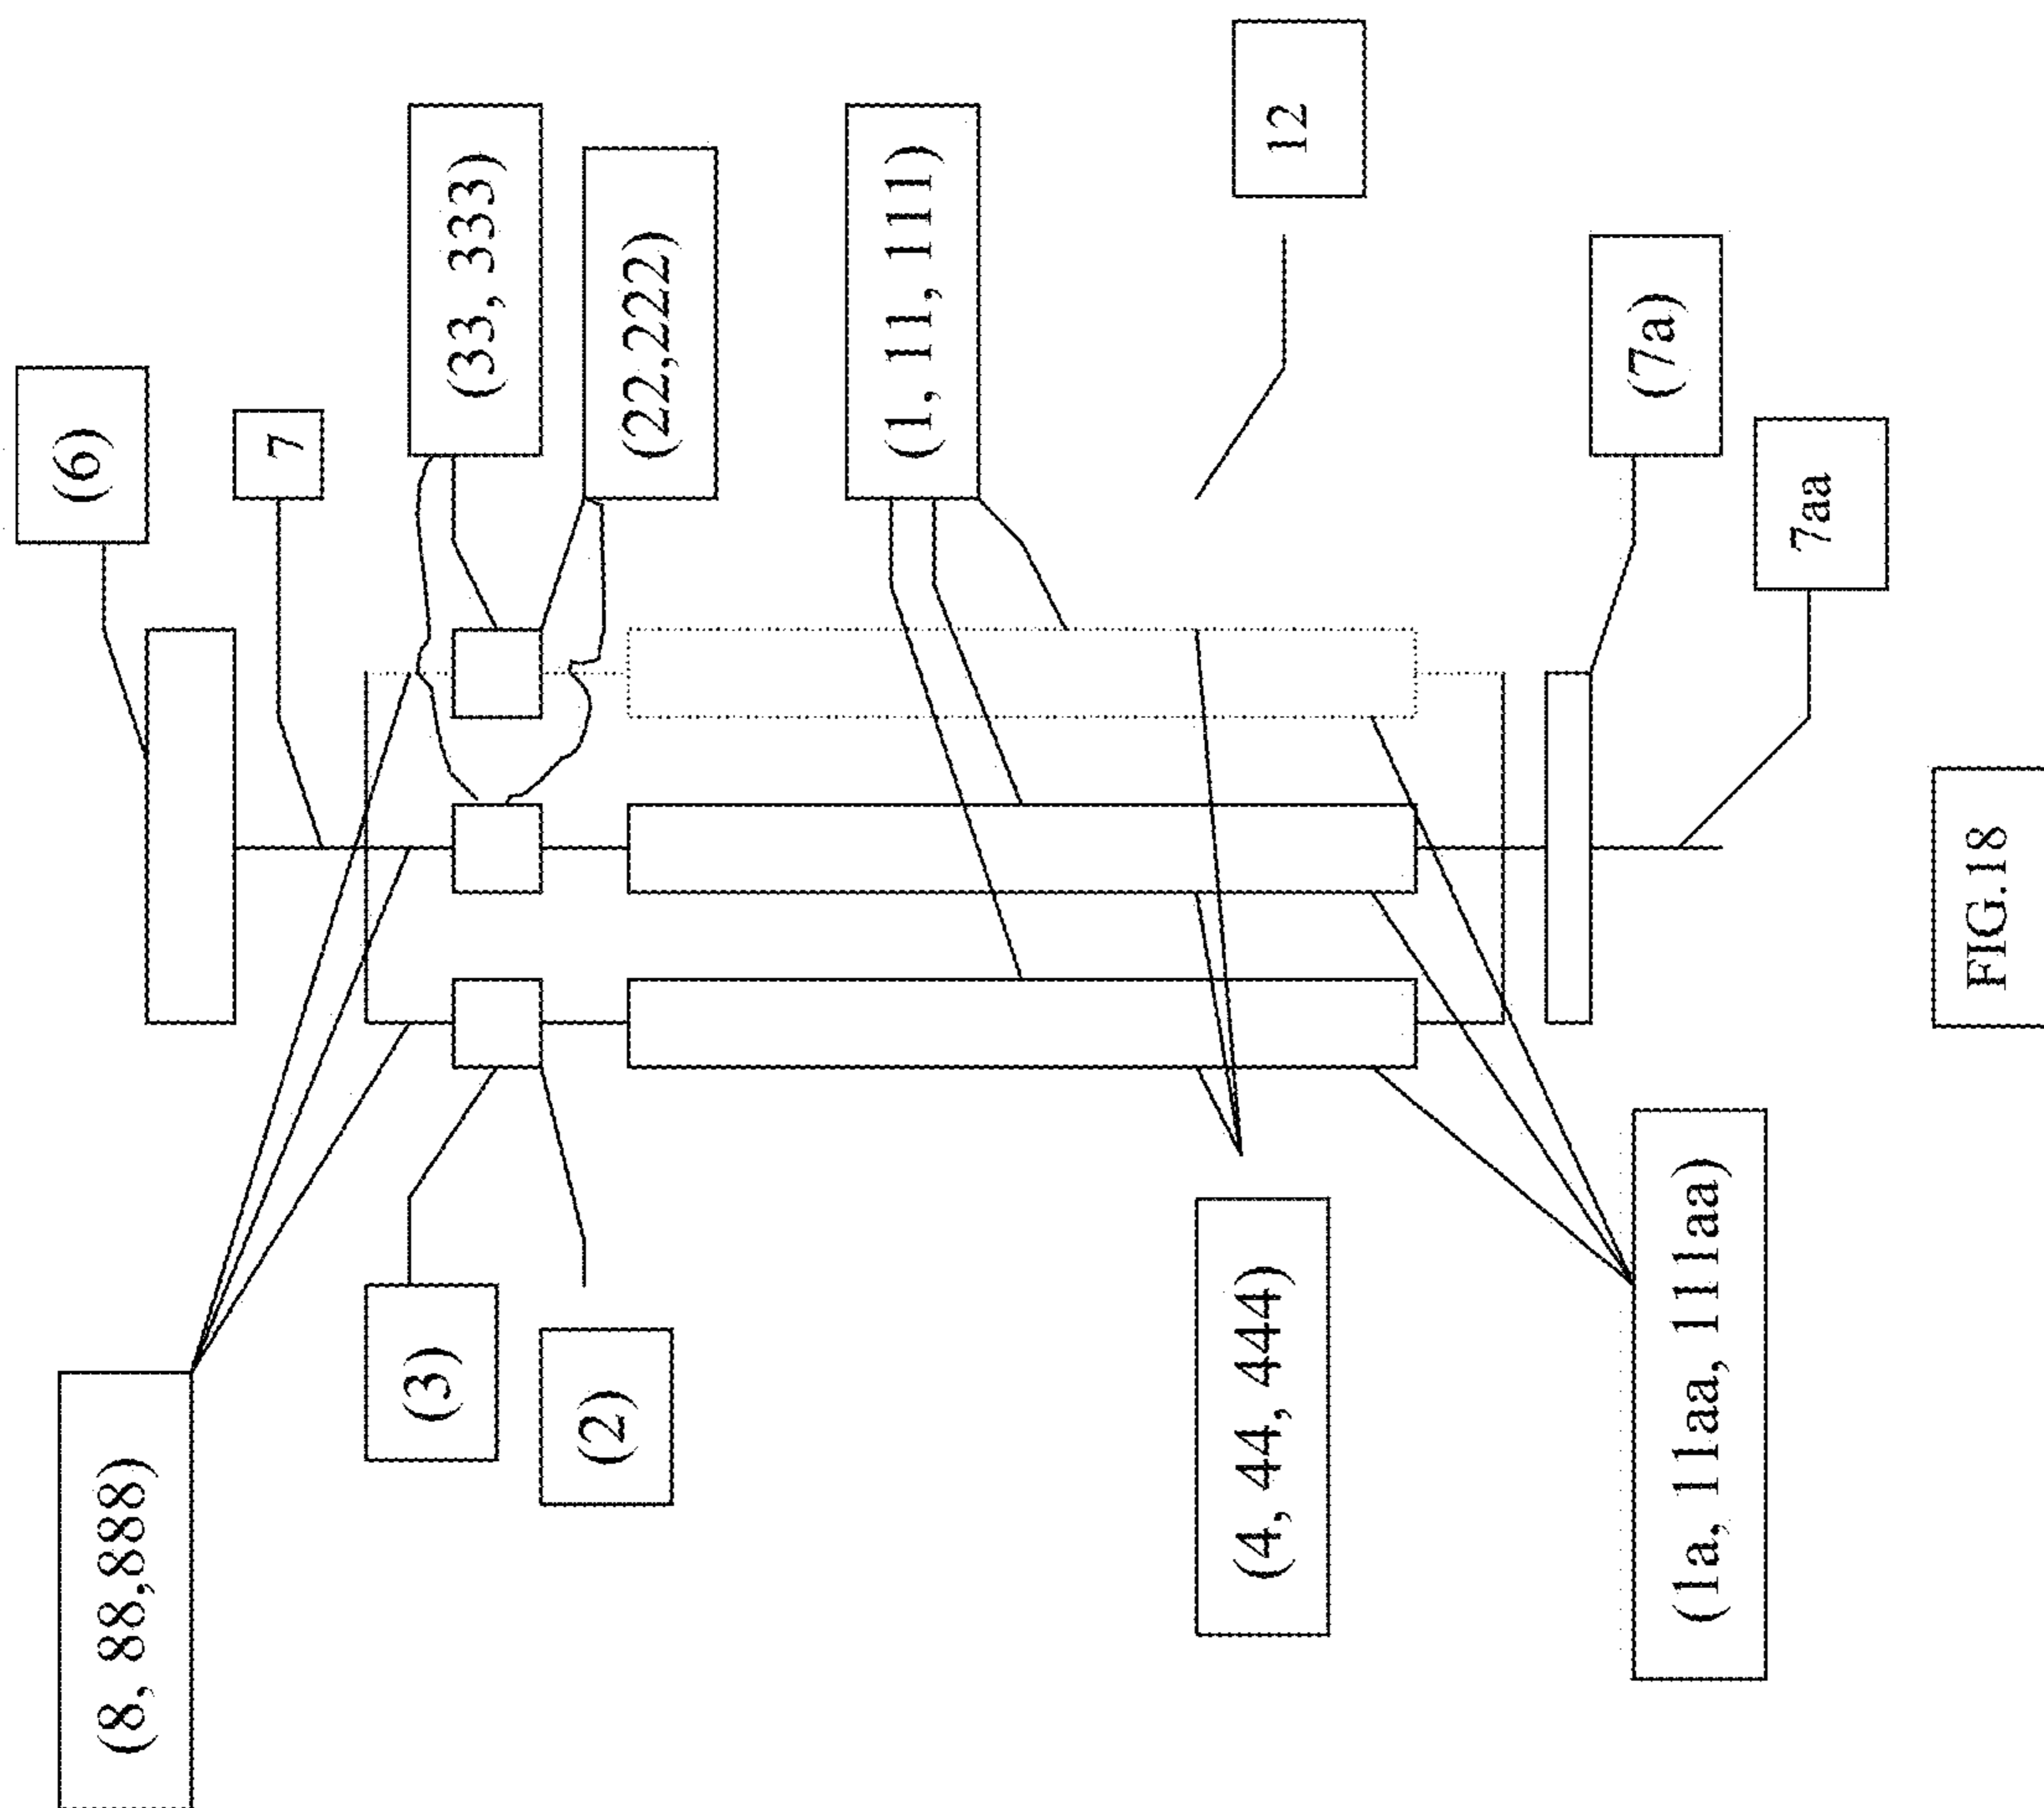 (6)
7
(33, 333)
(22,222)
(1, 11, 111)
12
(7a)
7aa
(8, 88,888)
(3)
(2)
(4, 44, 444)
(1a, 11aa, 111aa)
FIG.18